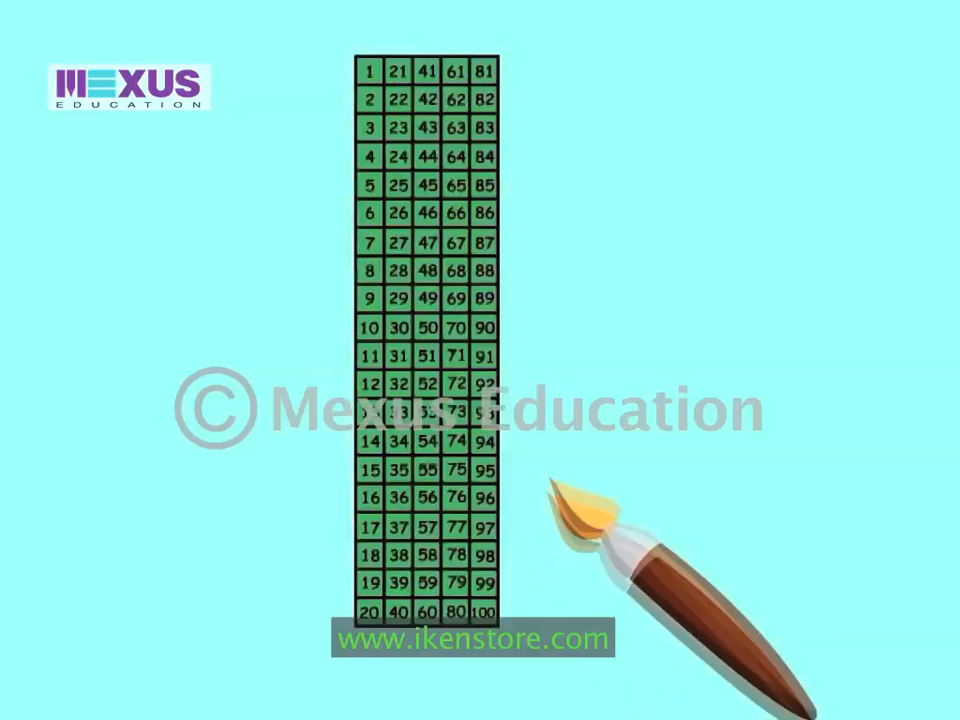 MEXUS
EDUCATION
1 21 41 61 81
2 22 42 62 82
3 23 43 63 83
4 24 44 64 84
5 25 45 65 85
6 26 46 66 86
7 27 47 67 87
8 28 48 68 88
9 29 49 69 89
10 30 50 70 90
11 31 51 71 91
12 32 52 72 92
13 33 53 73 93
© Mexus Education
14 34 54 74 94
15 35 55 75 95
16 36 56 76 96
17 37 57 77 97
18 38 58 78 98
19 39 59 79 99
20 40 60 80 100
www.ikenstore.com